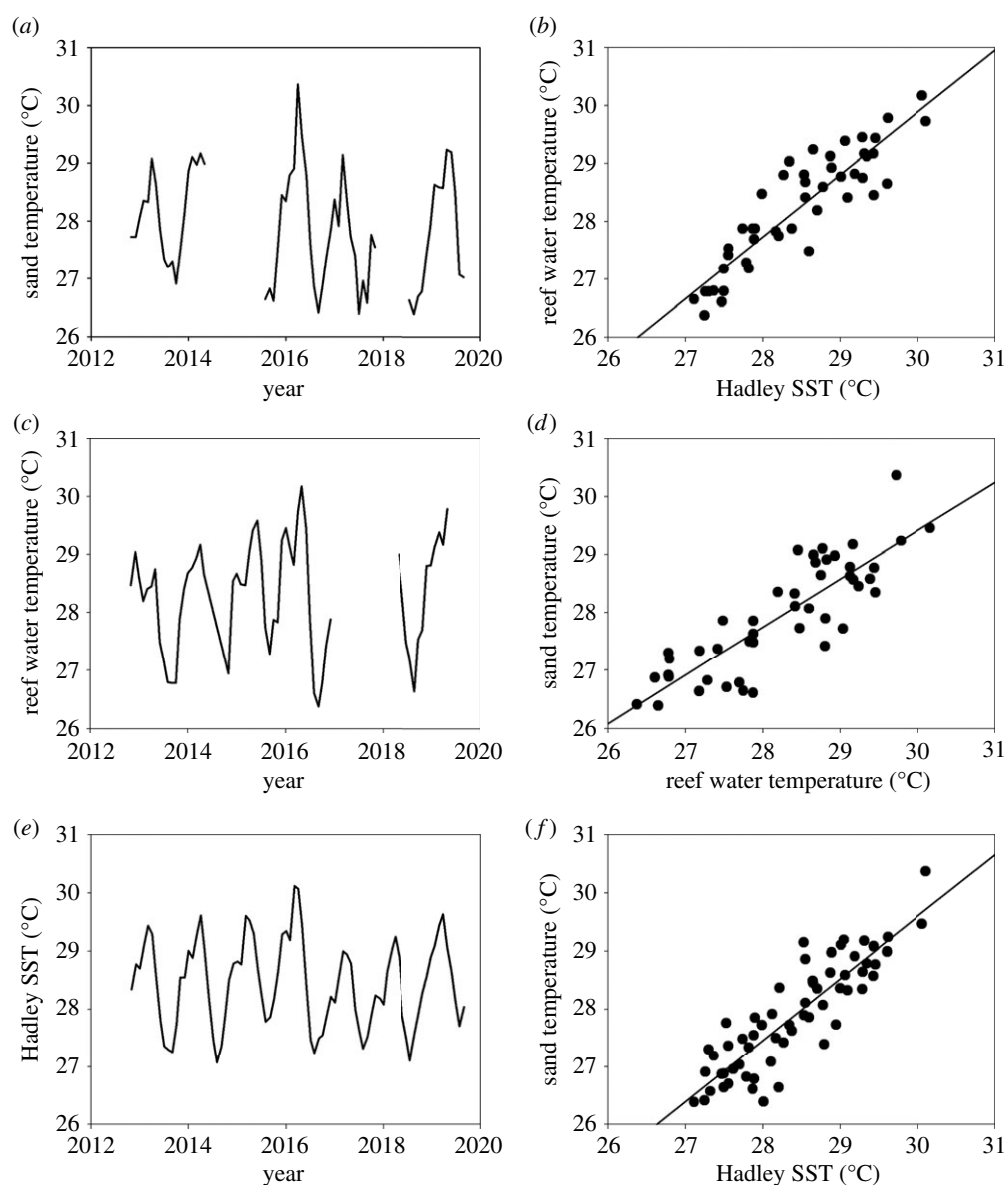 (a)
31
30
29
28
27
26
sand temperature (°C)
2012 2014 2016 2018 2020
year
(b)
31
30
29
28
27
26
reef water temperature (°C)
26 27 28 29 30 31
Hadley SST (°C)
(c)
31
30
29
28
27
26
reef water temperature (°C)
2012 2014 2016 2018 2020
year
(d)
31
30
29
28
27
26
sand temperature (°C)
26 27 28 29 30 31
reef water temperature (°C)
(e)
31
30
29
28
27
26
Hadley SST (°C)
2012 2014 2016 2018 2020
year
(f)
31
30
29
28
27
26
sand temperature (°C)
26 27 28 29 30 31
Hadley SST (°C)